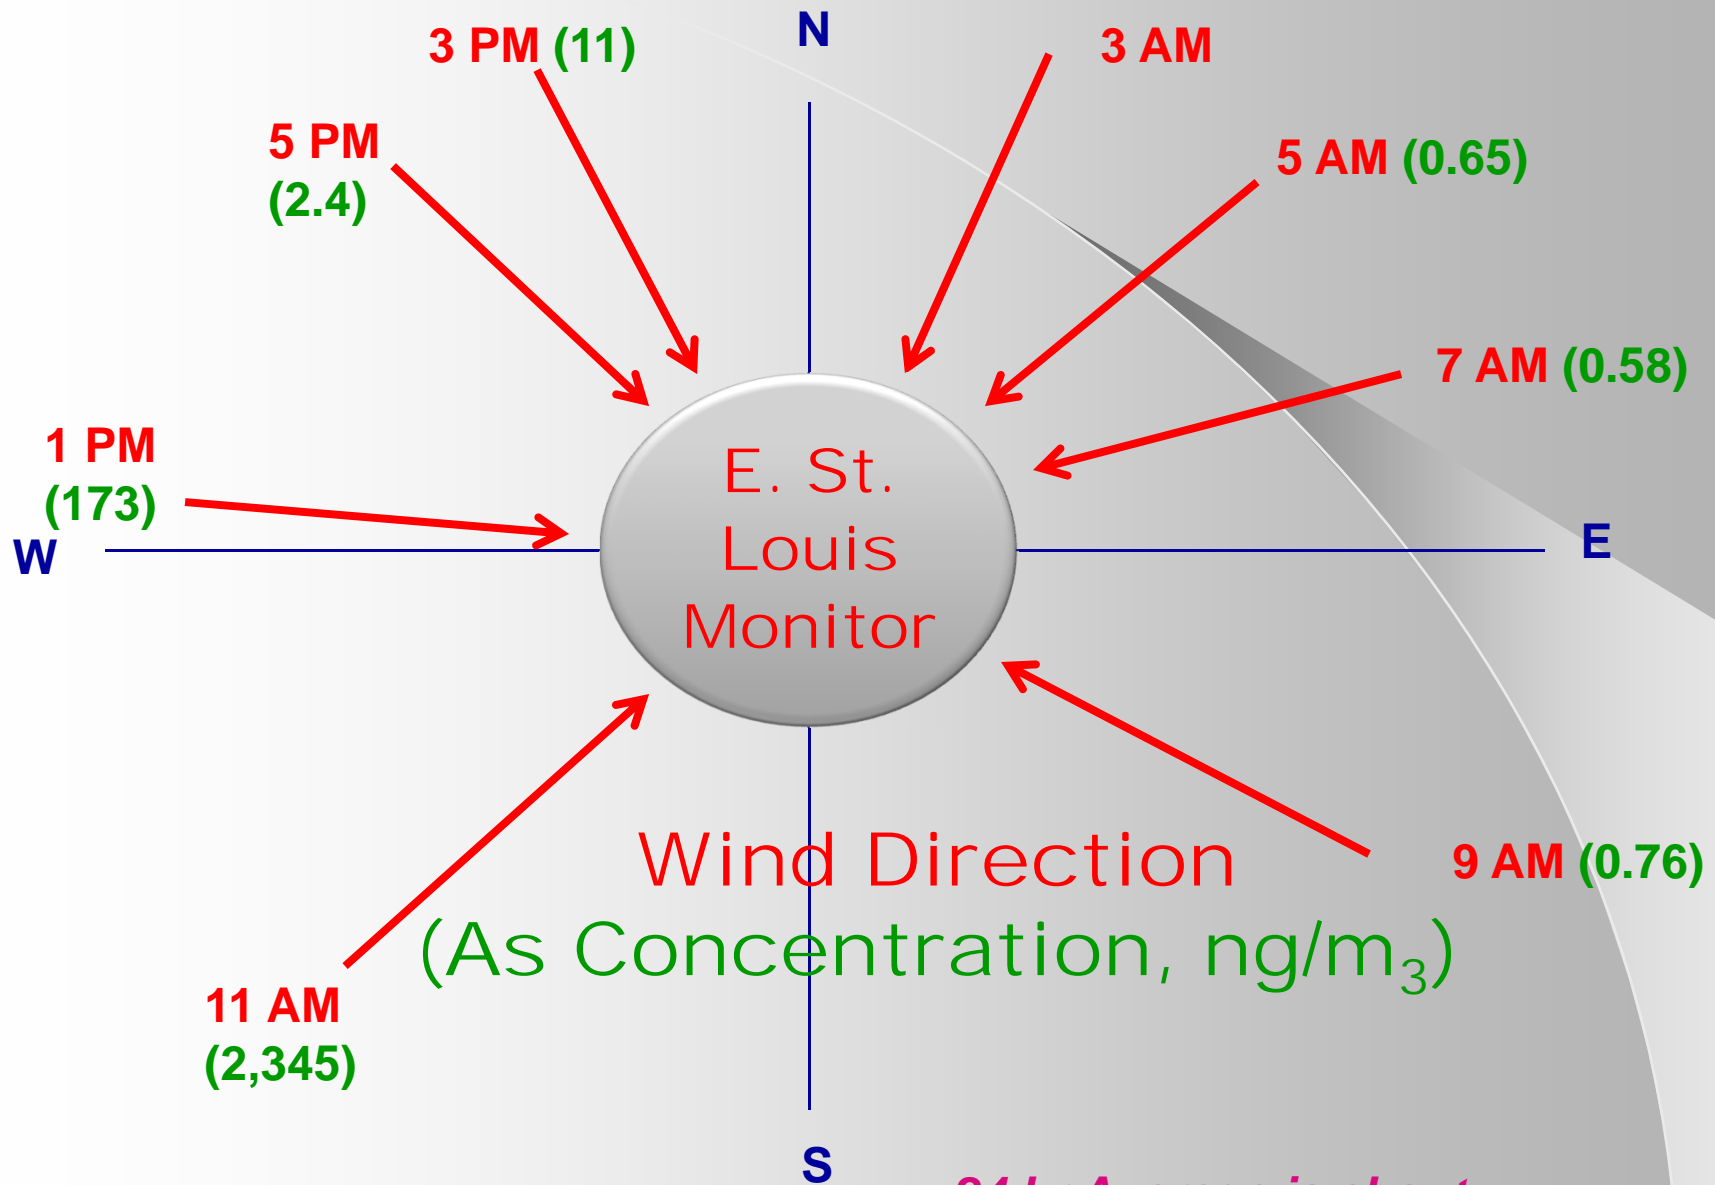 N
3 PM (11)
3 AM
5 PM
(2.4)
5 AM (0.65)
7 AM (0.58)
1 PM
(173)
W
E
E. St.
Louis
Monitor
Wind Direction
(As Concentration, ng/m3)
9 AM (0.76)
11 AM
(2,345)
S